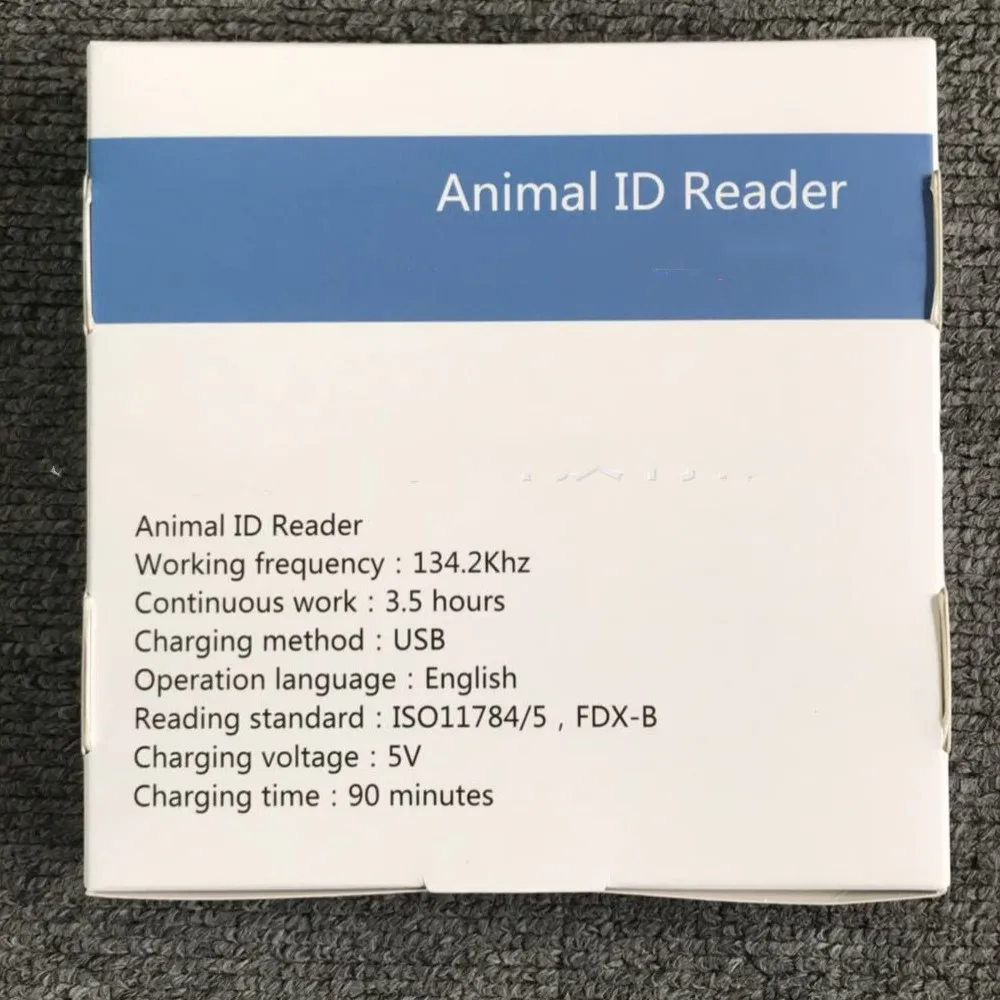 Animal ID Reader
Animal ID Reader
Working frequency : 134.2Khz
Continuous work : 3.5 hours
Charging method : USB
Operation language : English
Reading standard : ISO11784/5 , FDX-B
Charging voltage : 5V
Charging time : 90 minutes